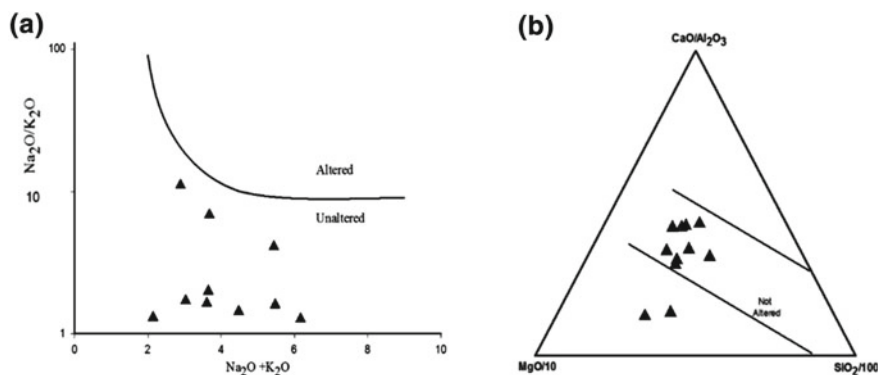 (a)
100
Na₂O/K₂O
Altered
10
Unaltered
1
0 2 4 6 8 10
Na₂O +K₂O
(b)
CaO/Al₂O₃
Not
Altered
MgO/10
SiO₂/100